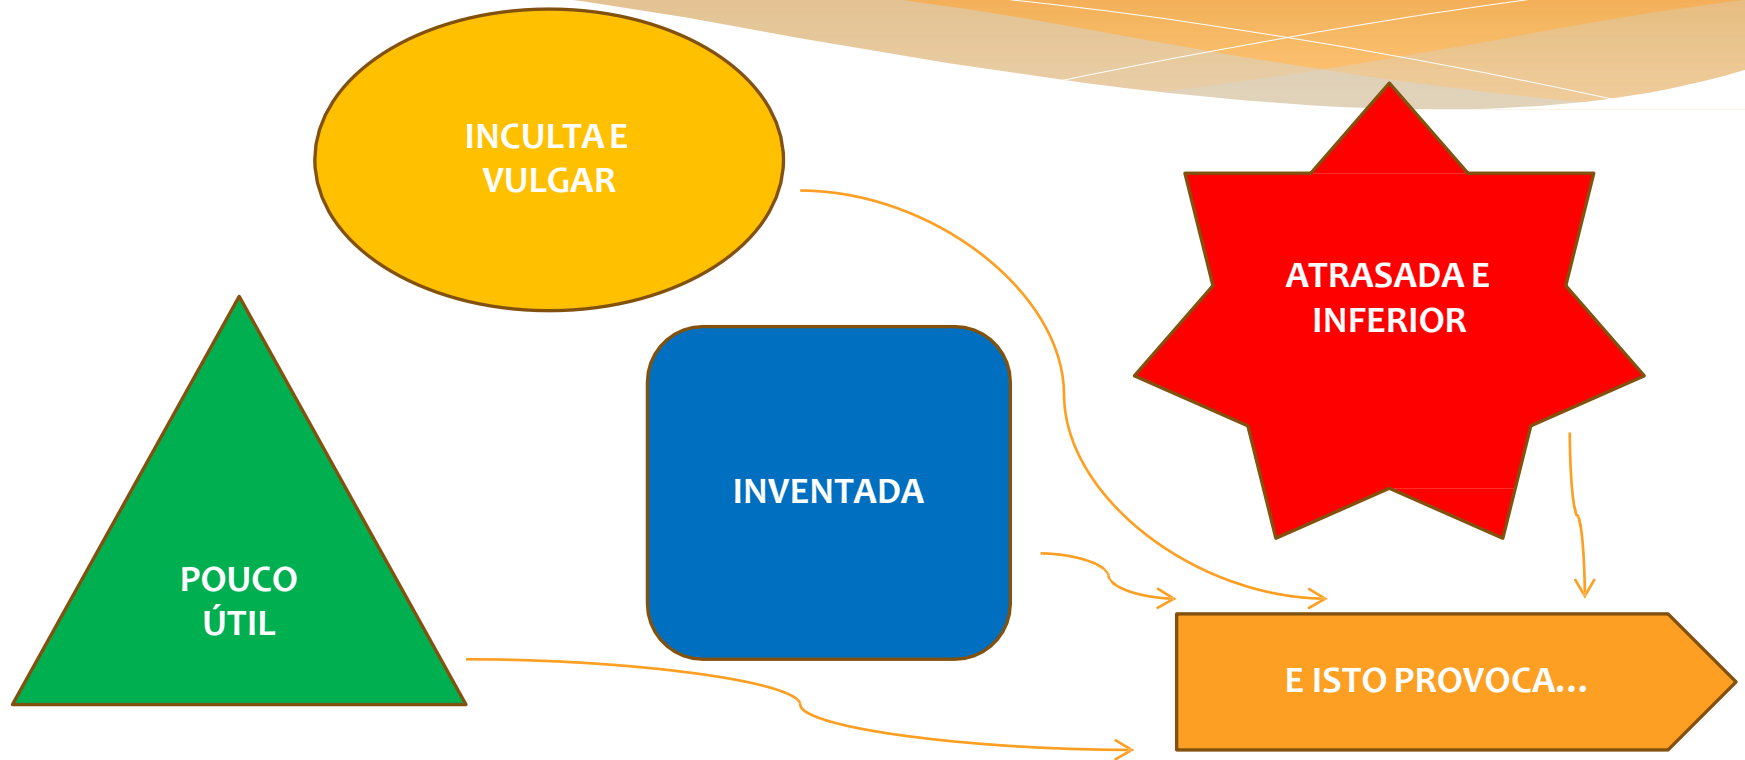 INCULTA E
VULGAR
ATRASADA E
INFERIOR
INVENTADA
POUCO
ÚTIL
E ISTO PROVOCA...